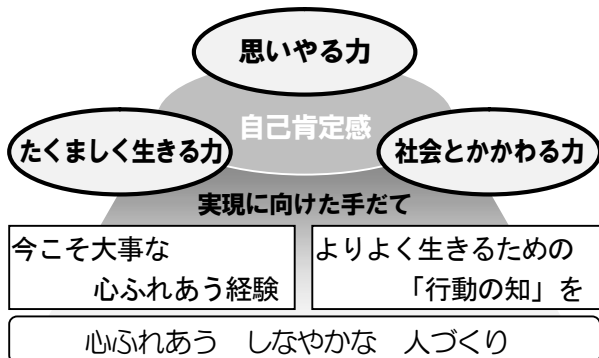 思いやる力
自己肯定感
たくましく生きる力
社会とかかわる力
実現に向けた手だて
今こそ大事な
心ふれあう経験
よりよく生きるための
「行動の知」を
心ふれあう　しなやかな　人づくり